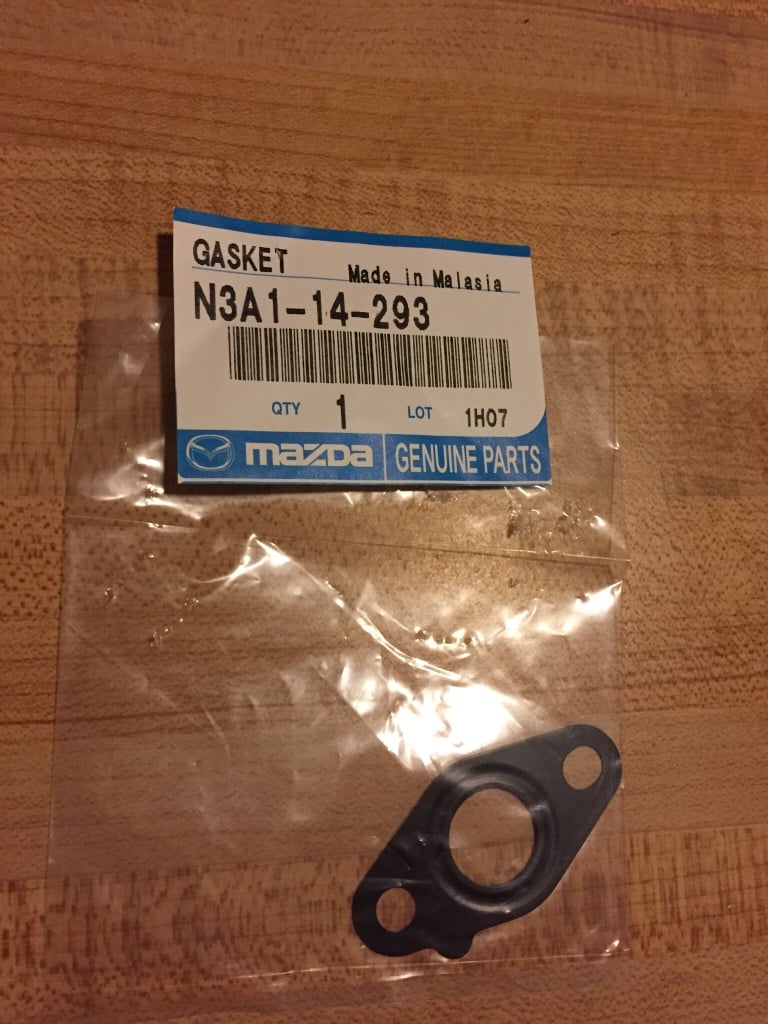 GASKET
Made in Malasia
N3A1-14-293
QTY 1 LOT 1H07
mazda GENUINE PARTS